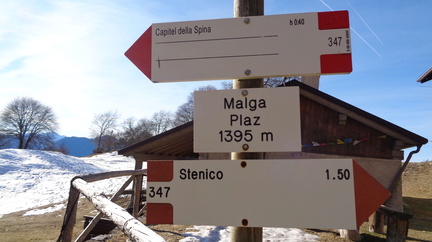 Capitel della Spina h 0.40
347
Malga
Plaz
1395 m
Stenico 1.50
347